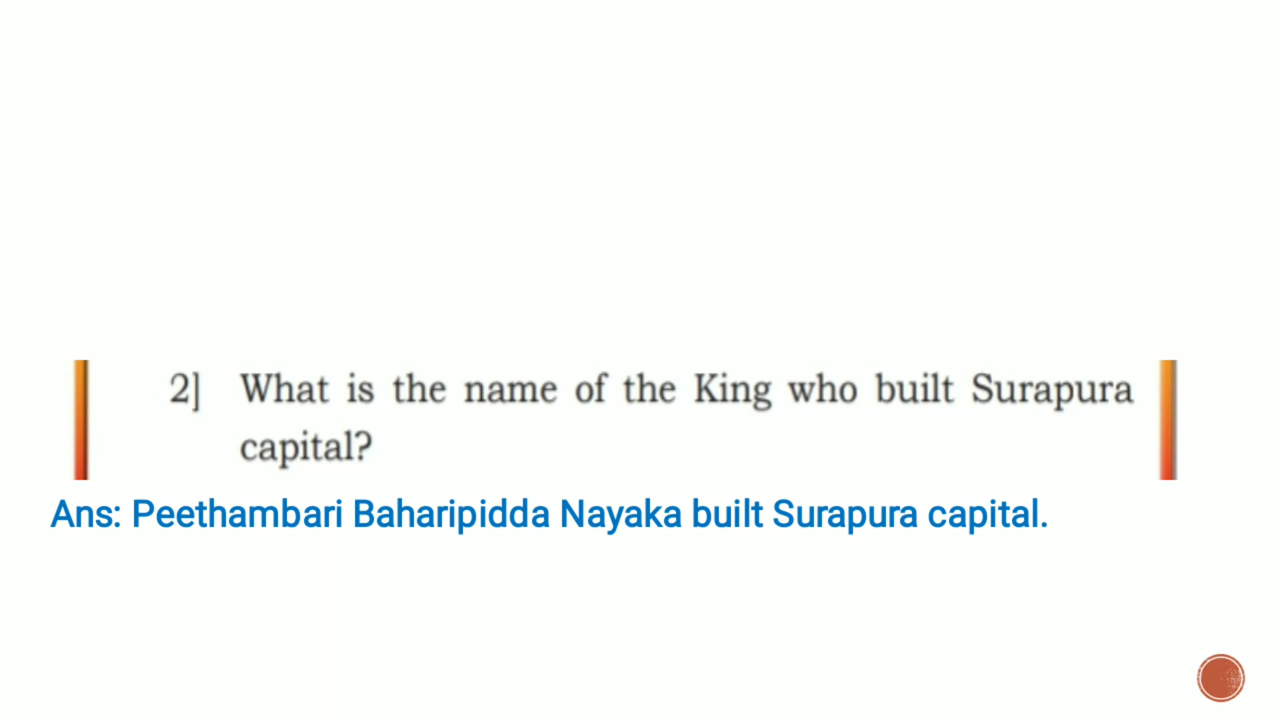 2] What is the name of the King who built Surapura
capital?
Ans: Peethambari Baharipidda Nayaka built Surapura capital.